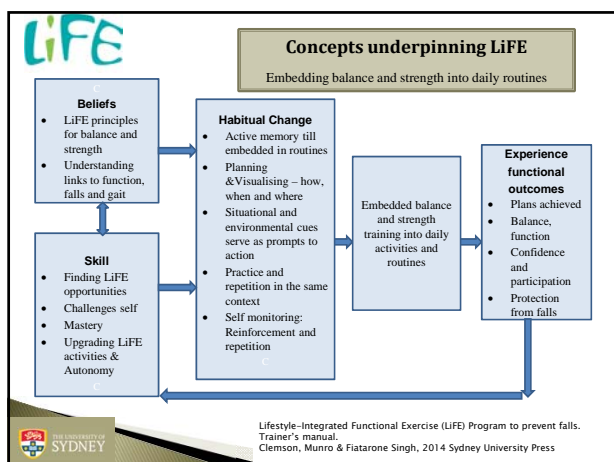 LiFE
Concepts underpinning LiFE
Embedding balance and strength into daily routines
C
Beliefs
• LiFE principles
for balance and
strength
• Understanding
links to function,
falls and gait
Skill
• Finding LiFE
opportunities
• Challenges self
• Mastery
• Upgrading LiFE
activities &
Autonomy
C
Habitual Change
• Active memory till
embedded in routines
• Planning
&Visualising – how,
when and where
• Situational and
environmental cues
serve as prompts to
action
• Practice and
repetition in the same
context
• Self monitoring:
Reinforcement and
repetition
C
Embedded balance
and strength
training into daily
activities and
routines
Experience
functional
outcomes
• Plans achieved
• Balance,
function
• Confidence
and
participation
• Protection
from falls
THE UNIVERSITY OF
SYDNEY
Lifestyle-Integrated Functional Exercise (LiFE) Program to prevent falls.
Trainer's manual.
Clemson, Munro & Fiatarone Singh, 2014 Sydney University Press